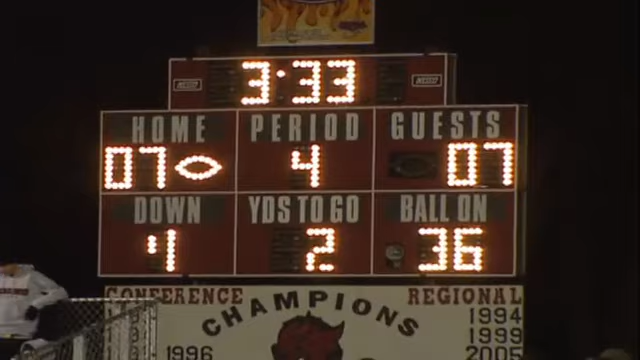 3:33
HOME PERIOD GUESTS
07 4 07
DOWN YDS TO GO BALL ON
4 2 36
CONFERENCE CHAMPIONS REGIONAL
1994
1999
1996 2005